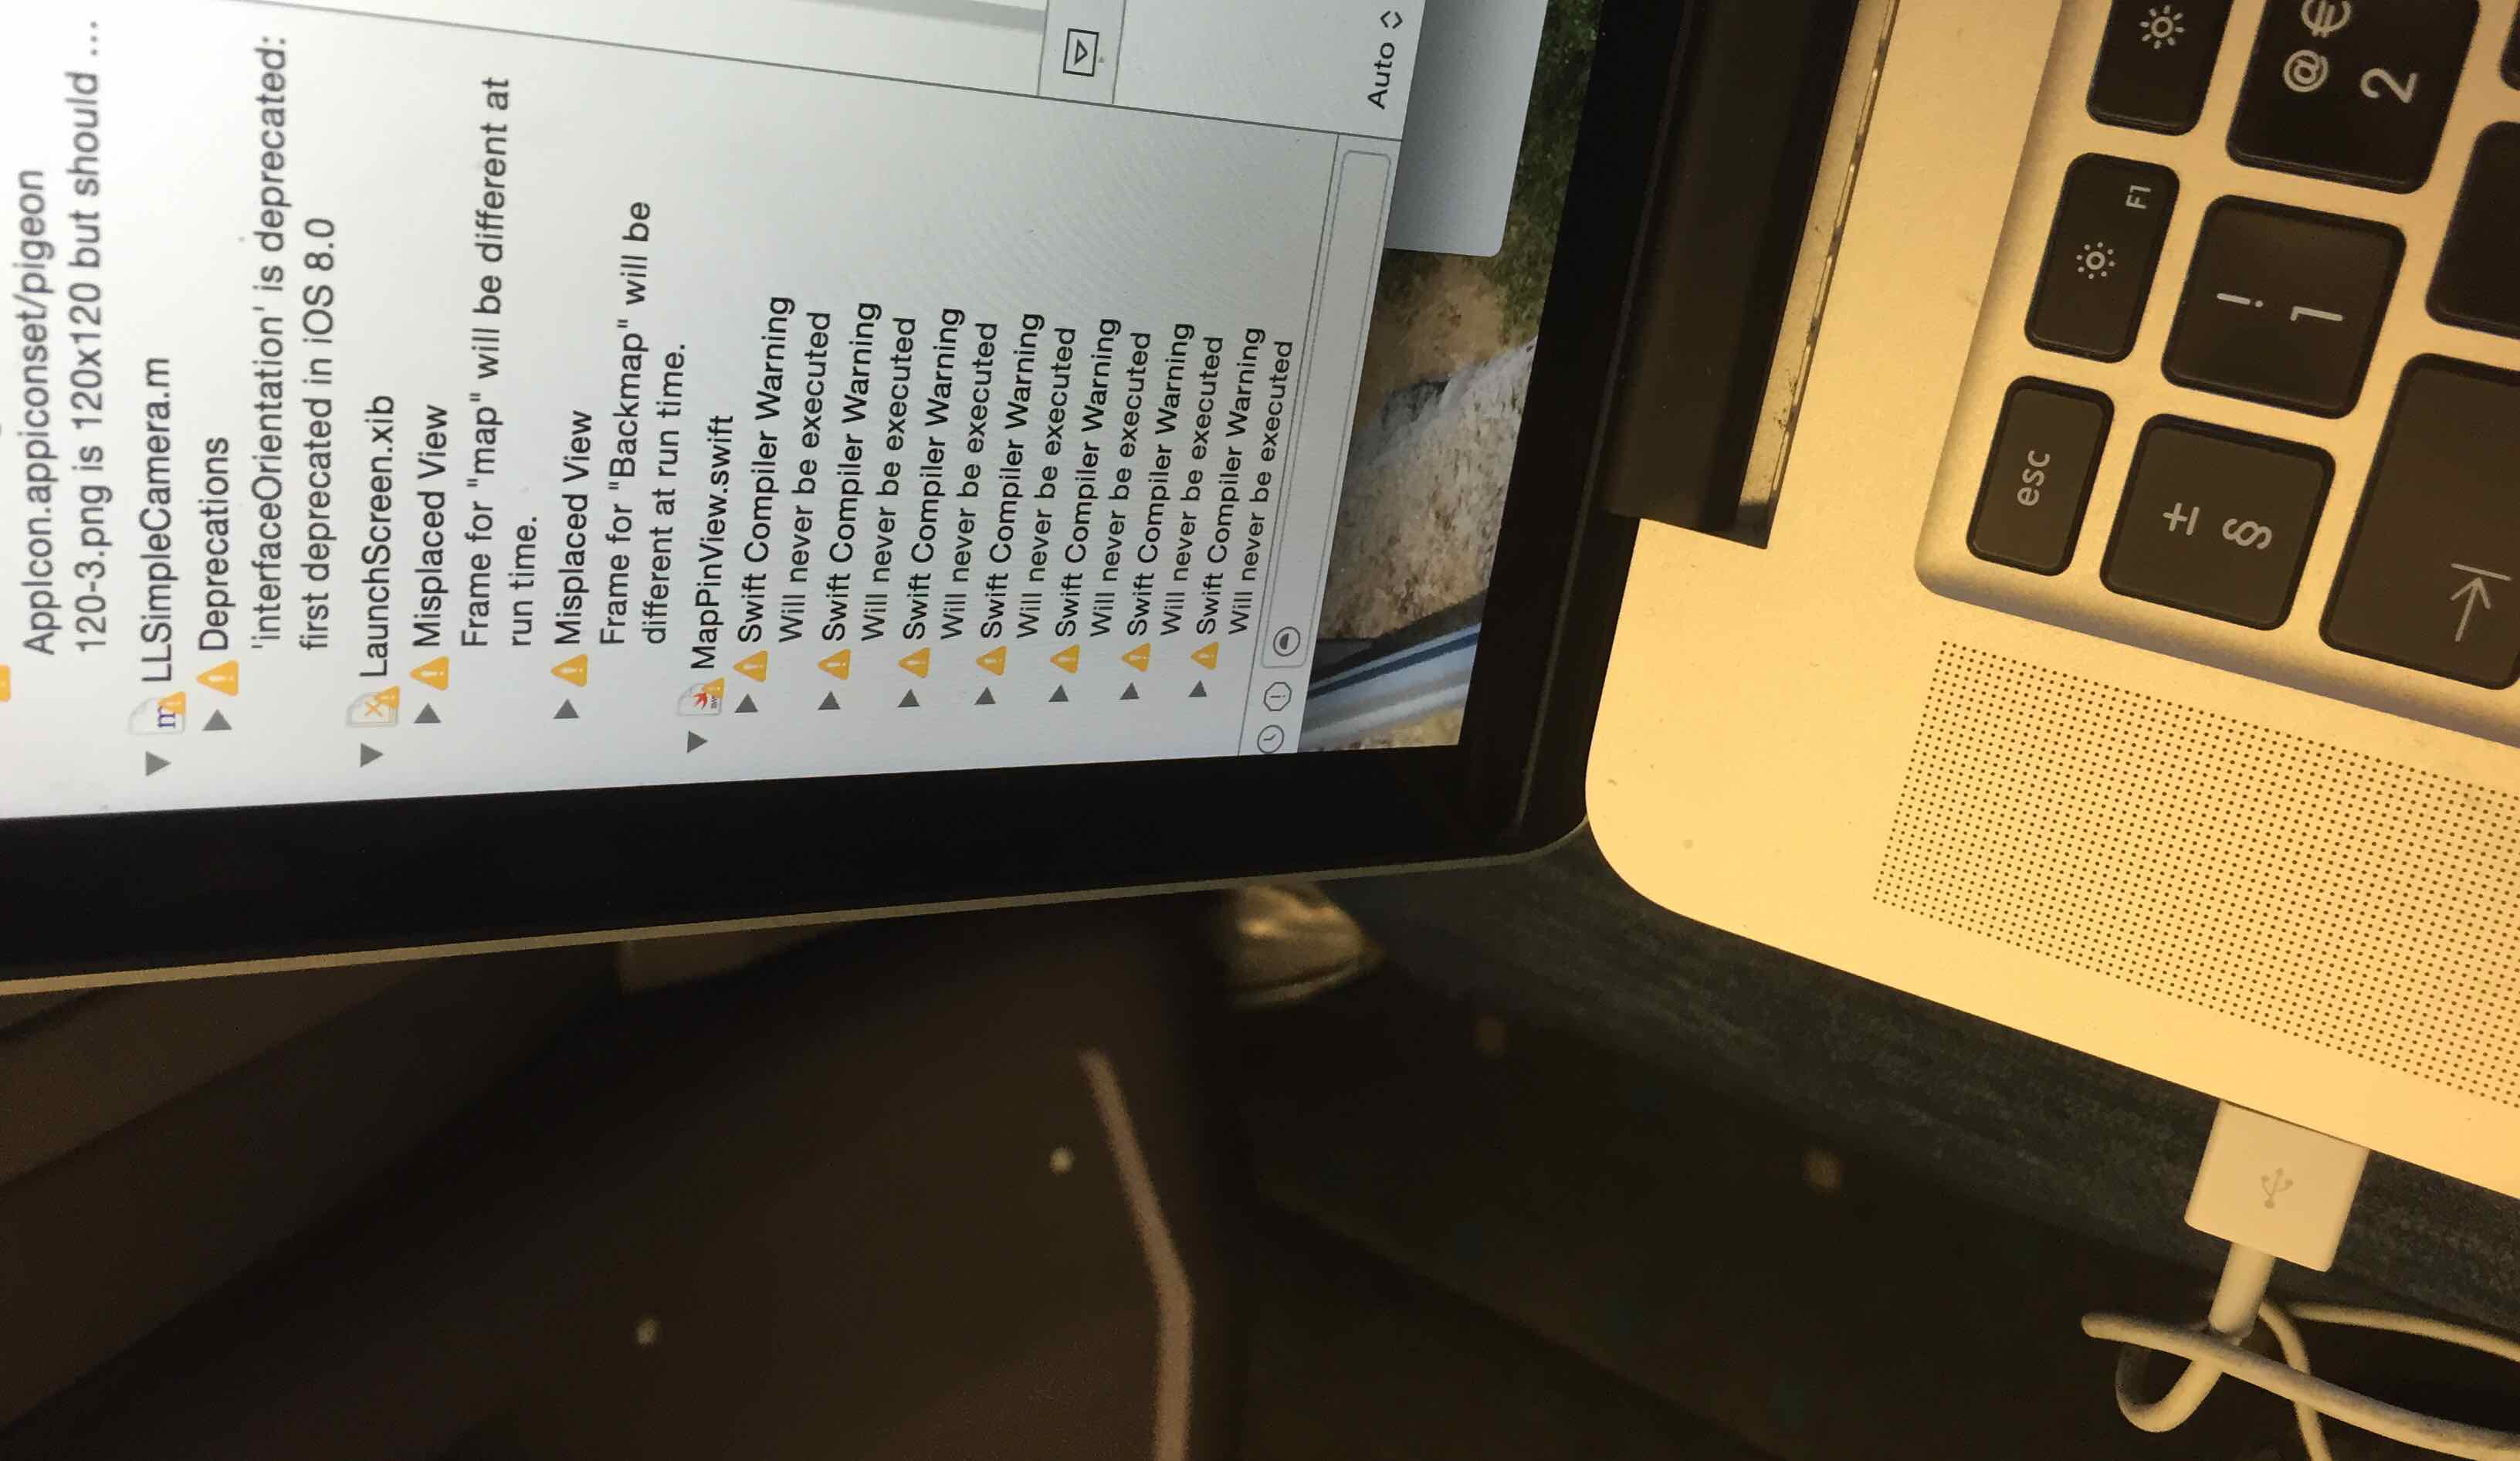 AppIcon.appiconset/pigeon
120-3.png is 120x120 but should ...
LLSimpleCamera.m
Deprecations
'interfaceOrientation' is deprecated:
first deprecated in iOS 8.0
LaunchScreen.xib
Misplaced View
Frame for "map" will be different at
run time.
Misplaced View
Frame for "Backmap" will be
different at run time.
MapPinView.swift
Swift Compiler Warning
Will never be executed
Swift Compiler Warning
Will never be executed
Swift Compiler Warning
Will never be executed
Swift Compiler Warning
Will never be executed
Swift Compiler Warning
Will never be executed
Swift Compiler Warning
Will never be executed
Swift Compiler Warning
Will never be executed
Auto
esc
F1
±
§
!
1
@ €
2